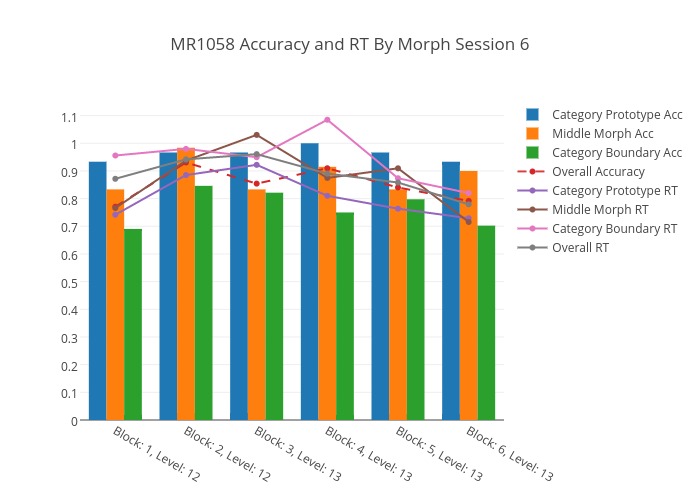 MR1058 Accuracy and RT By Morph Session 6
1.1
1
0.9
0.8
0.7
0.6
0.5
0.4
0.3
0.2
0.1
0
Block: 1, Level: 12
Block: 2, Level: 12
Block: 3, Level: 13
Block: 4, Level: 13
Block: 5, Level: 13
Block: 6, Level: 13
Category Prototype Acc
Middle Morph Acc
Category Boundary Acc
Overall Accuracy
Category Prototype RT
Middle Morph RT
Category Boundary RT
Overall RT